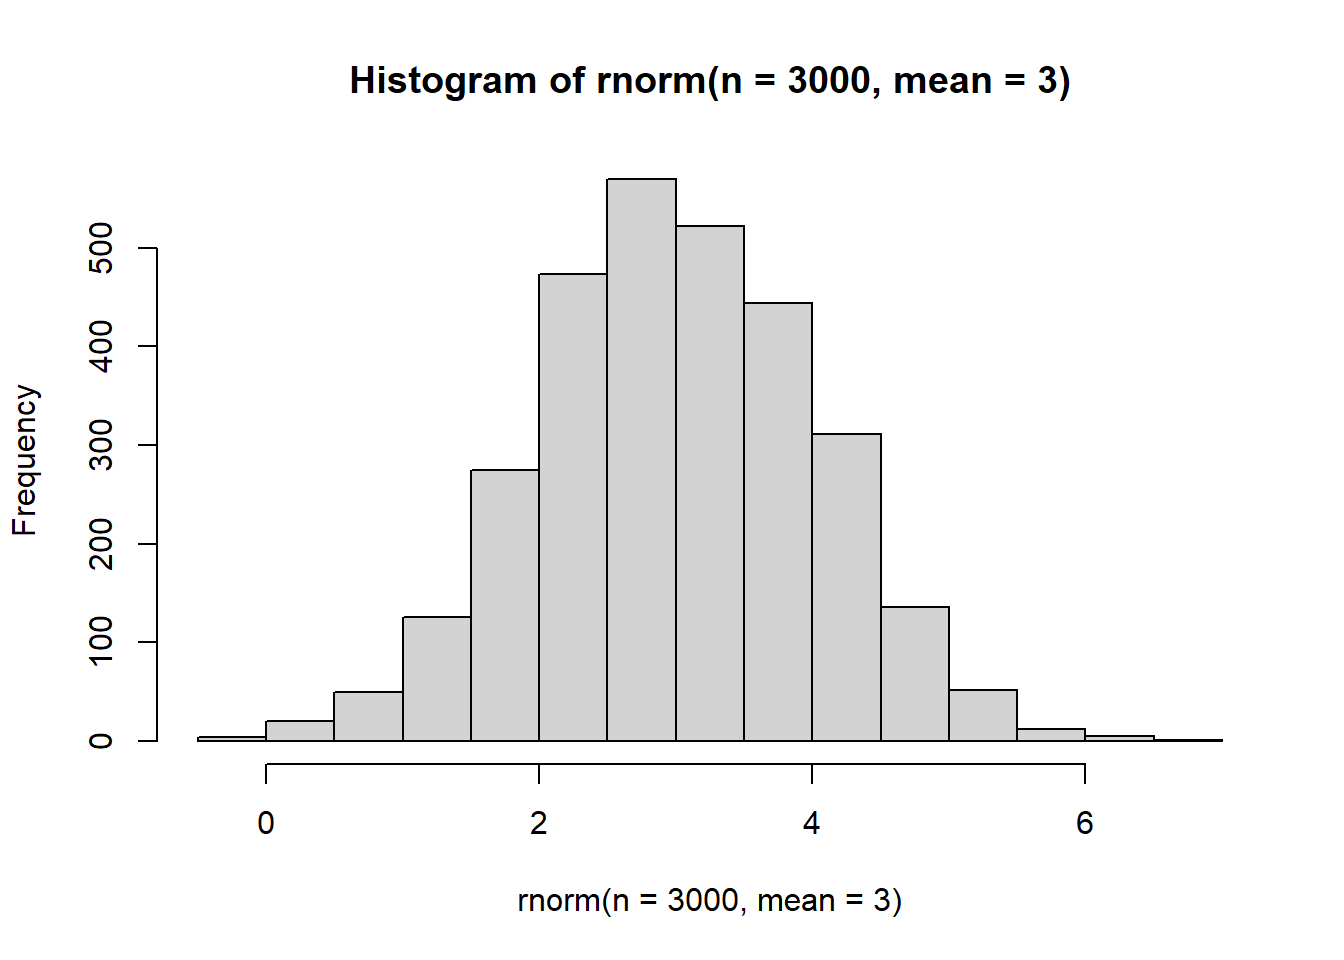 Histogram of rnorm(n = 3000, mean = 3)
Frequency
500
400
300
200
100
0
0 2 4 6
rnorm(n = 3000, mean = 3)